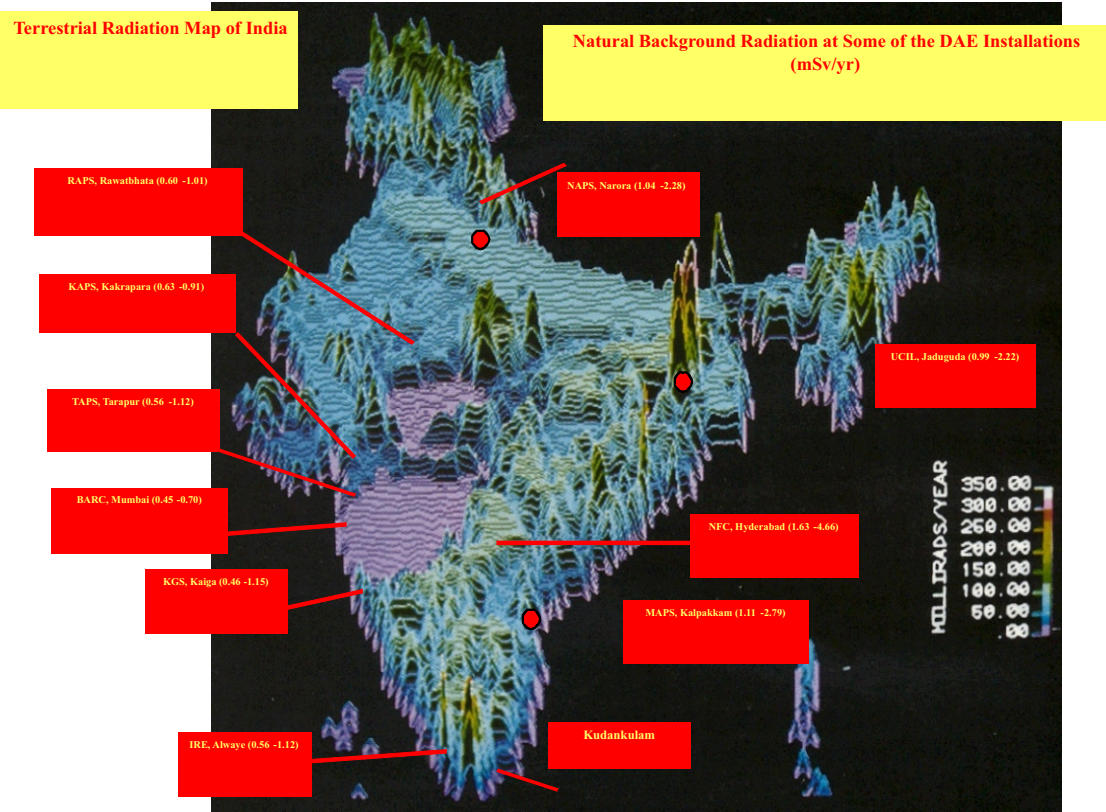 Terrestrial Radiation Map of India
Natural Background Radiation at Some of the DAE Installations
(mSv/yr)
RAPS, Rawatbhata (0.60 -1.01)
NAPS, Narora (1.04 -2.28)
KAPS, Kakrapara (0.63 -0.91)
UCIL, Jaduguda (0.99 -2.22)
TAPS, Tarapur (0.56 -1.12)
BARC, Mumbai (0.45 -0.70)
NFC, Hyderabad (1.63 -4.66)
KGS, Kaiga (0.46 -1.15)
MAPS, Kalpakkam (1.11 -2.79)
IRE, Alwaye (0.56 -1.12)
Kudankulam
MILLIRADS/YEAR
350.00
300.00
250.00
200.00
150.00
100.00
50.00
.00